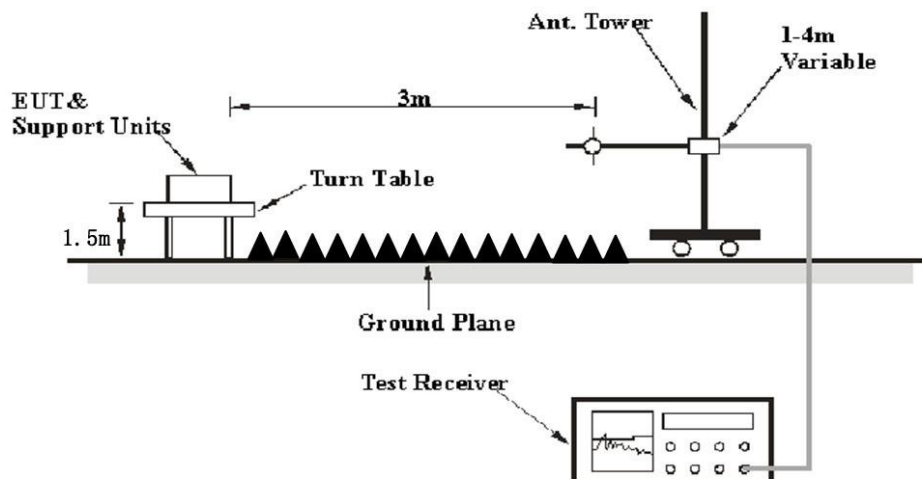 Ant. Tower
1-4m
Variable
EUT&
Support Units
3m
Turn Table
1.5m
Ground Plane
Test Receiver